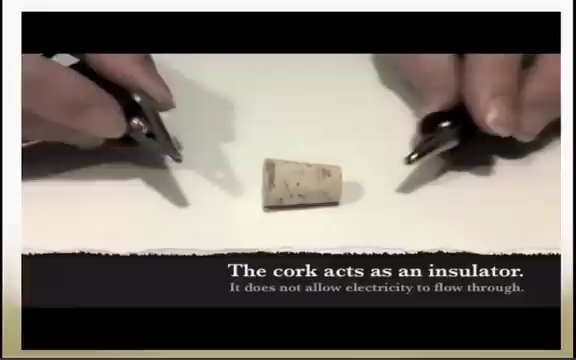 The cork acts as an insulator.
It does not allow electricity to flow through.